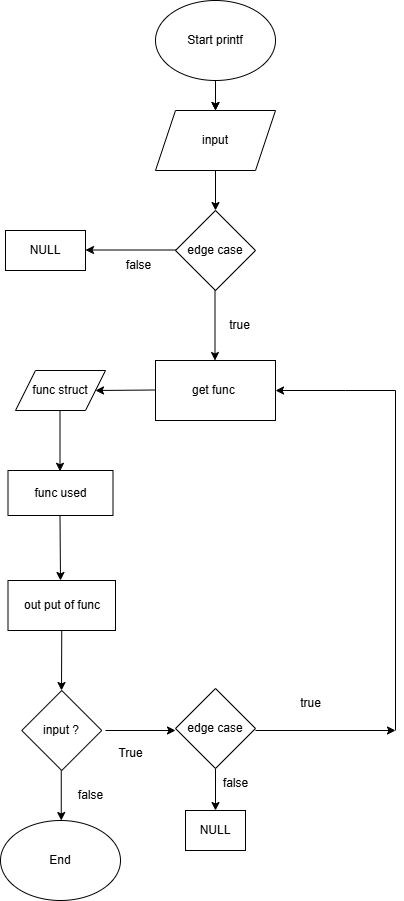 Start printf
input
edge case
NULL
false
true
func struct
get func
func used
out put of func
input ?
True
edge case
true
false
false
NULL
End